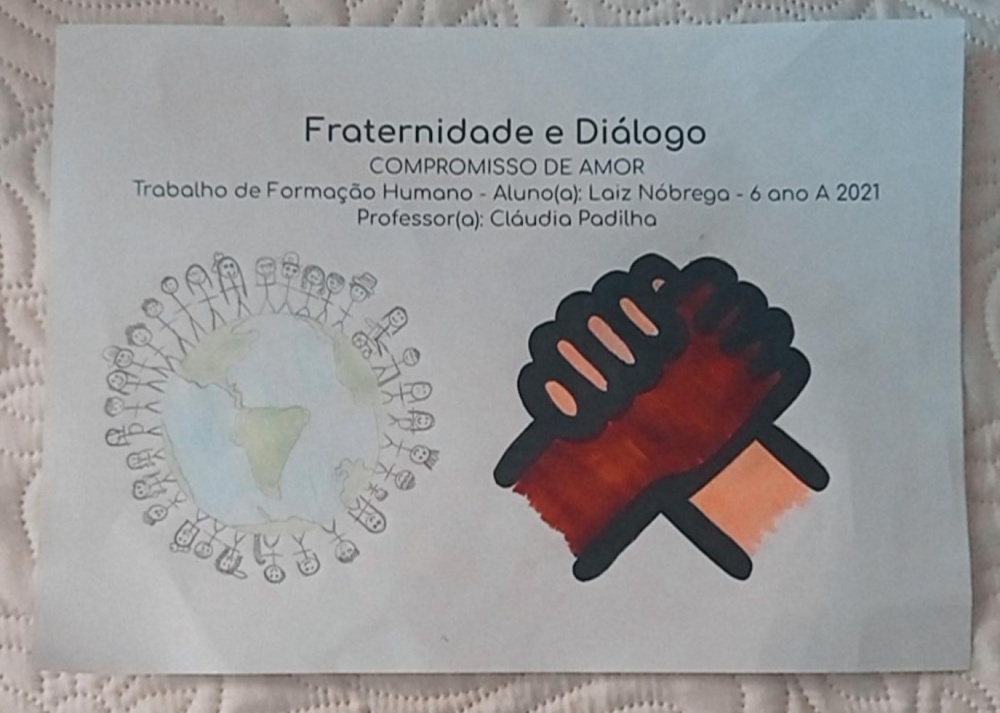 Fraternidade e Diálogo
COMPROMISSO DE AMOR
Trabalho de Formação Humano - Aluno(a): Laiz Nóbrega - 6 ano A 2021
Professor(a): Cláudia Padilha